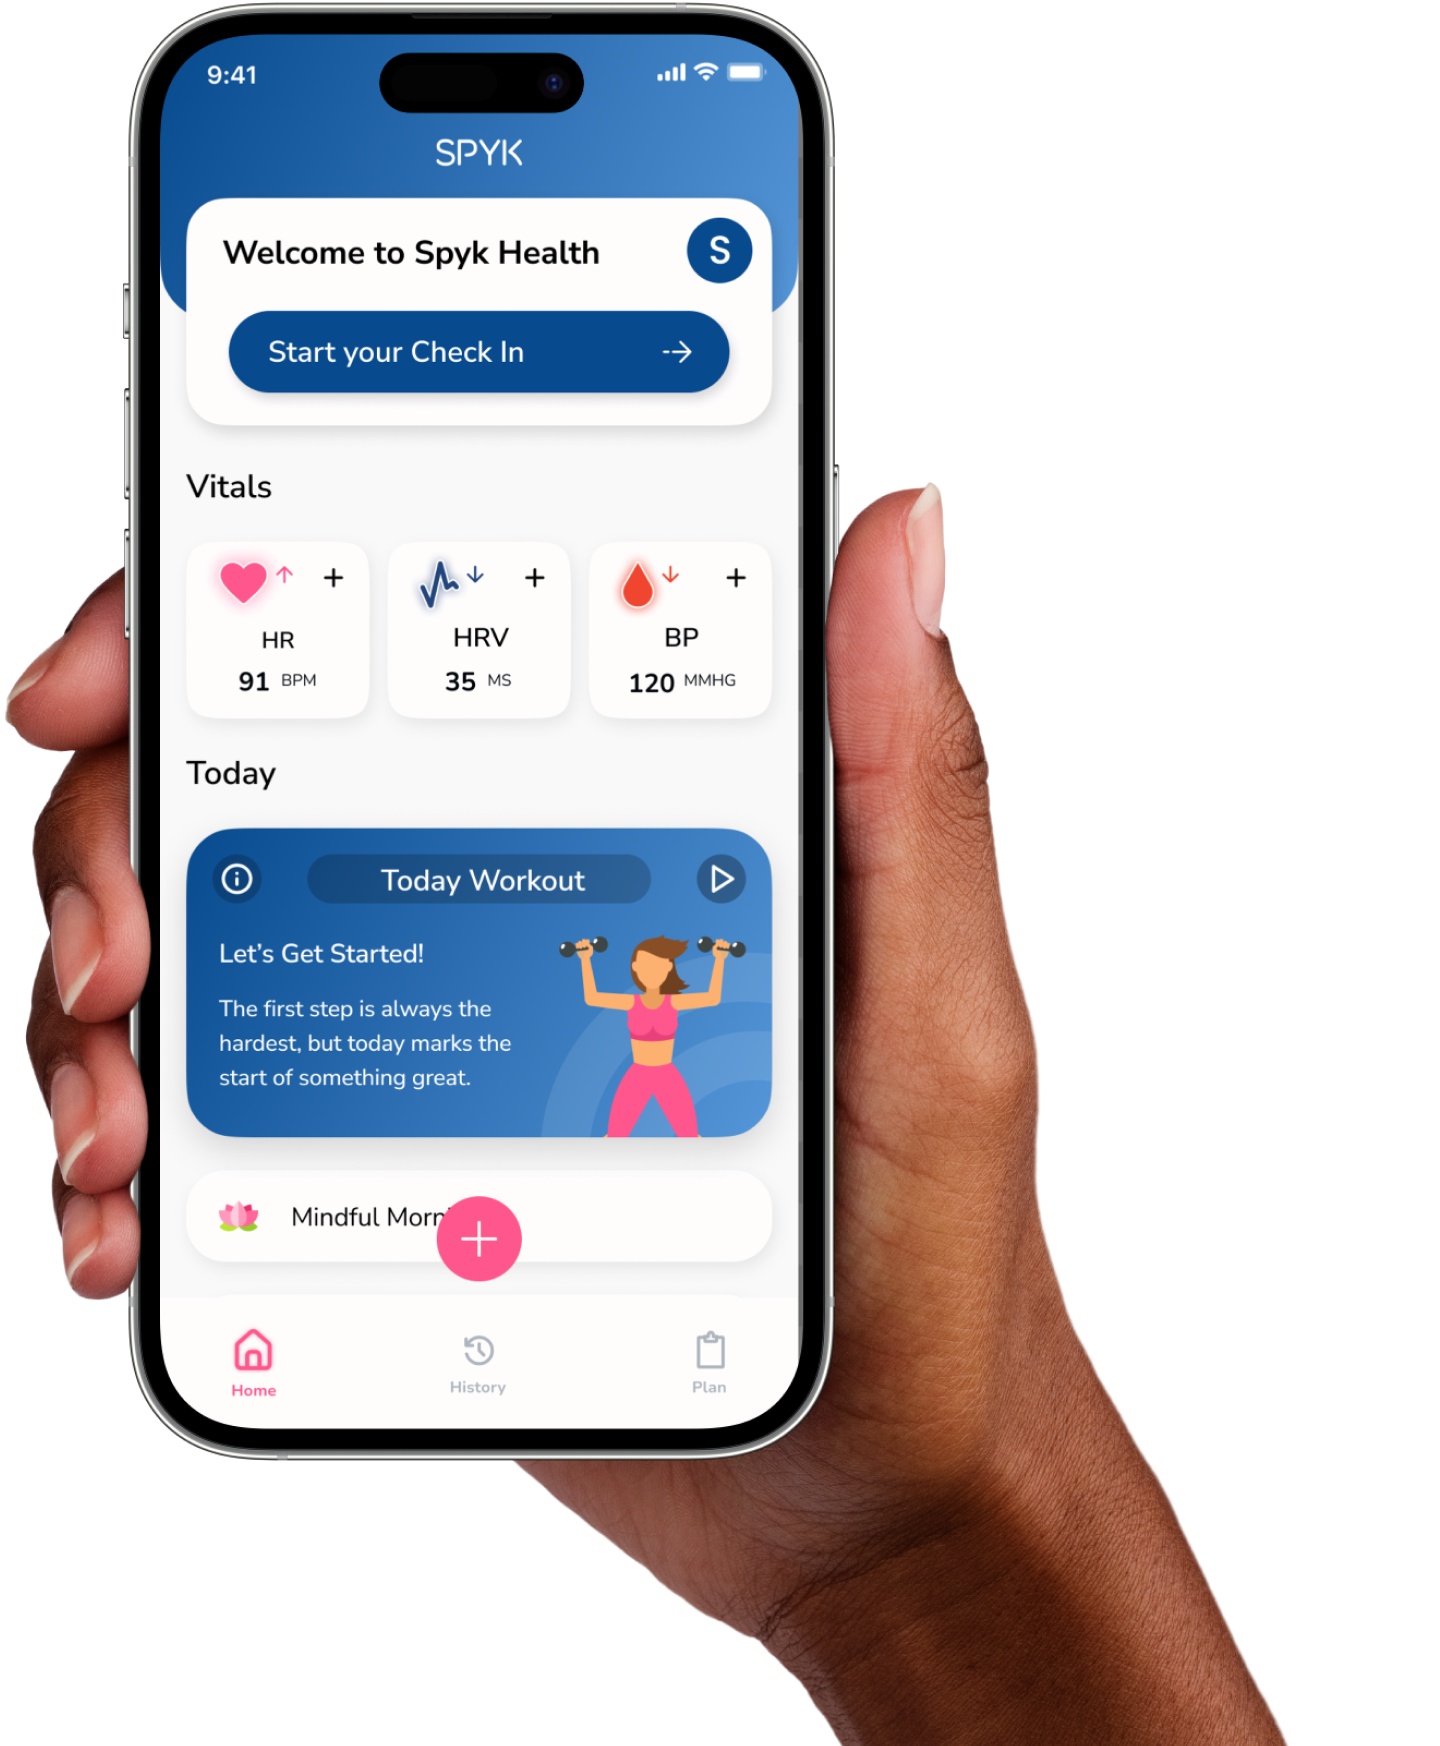 9:41
SPYK
Welcome to Spyk Health
S
Start your Check In
Vitals
HR
91 BPM
HRV
35 MS
BP
120 MMHG
Today
Today Workout
Let's Get Started!
The first step is always the
hardest, but today marks the
start of something great.
Mindful
Home
History
Plan